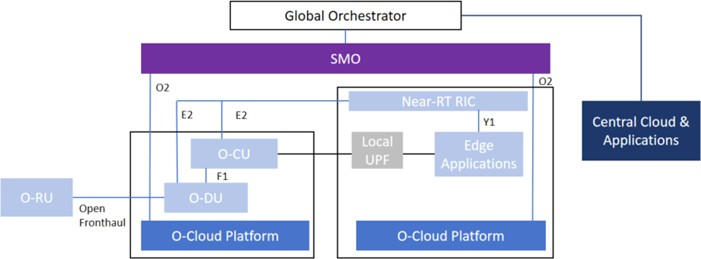 Global Orchestrator
SMO
O2
O2
Near-RT RIC
E2
E2
Y1
Central Cloud &
Applications
O-CU
Local
UPF
Edge
Applications
F1
O-RU
O-DU
Open
Fronthaul
O-Cloud Platform
O-Cloud Platform